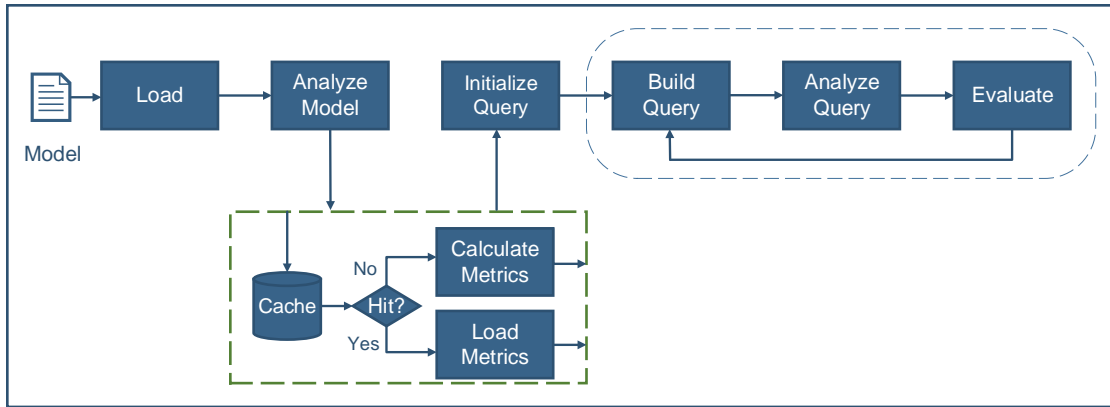 Model
Load
Analyze
Model
Initialize
Query
Build
Query
Analyze
Query
Evaluate
Cache
Hit?
No
Yes
Calculate
Metrics
Load
Metrics